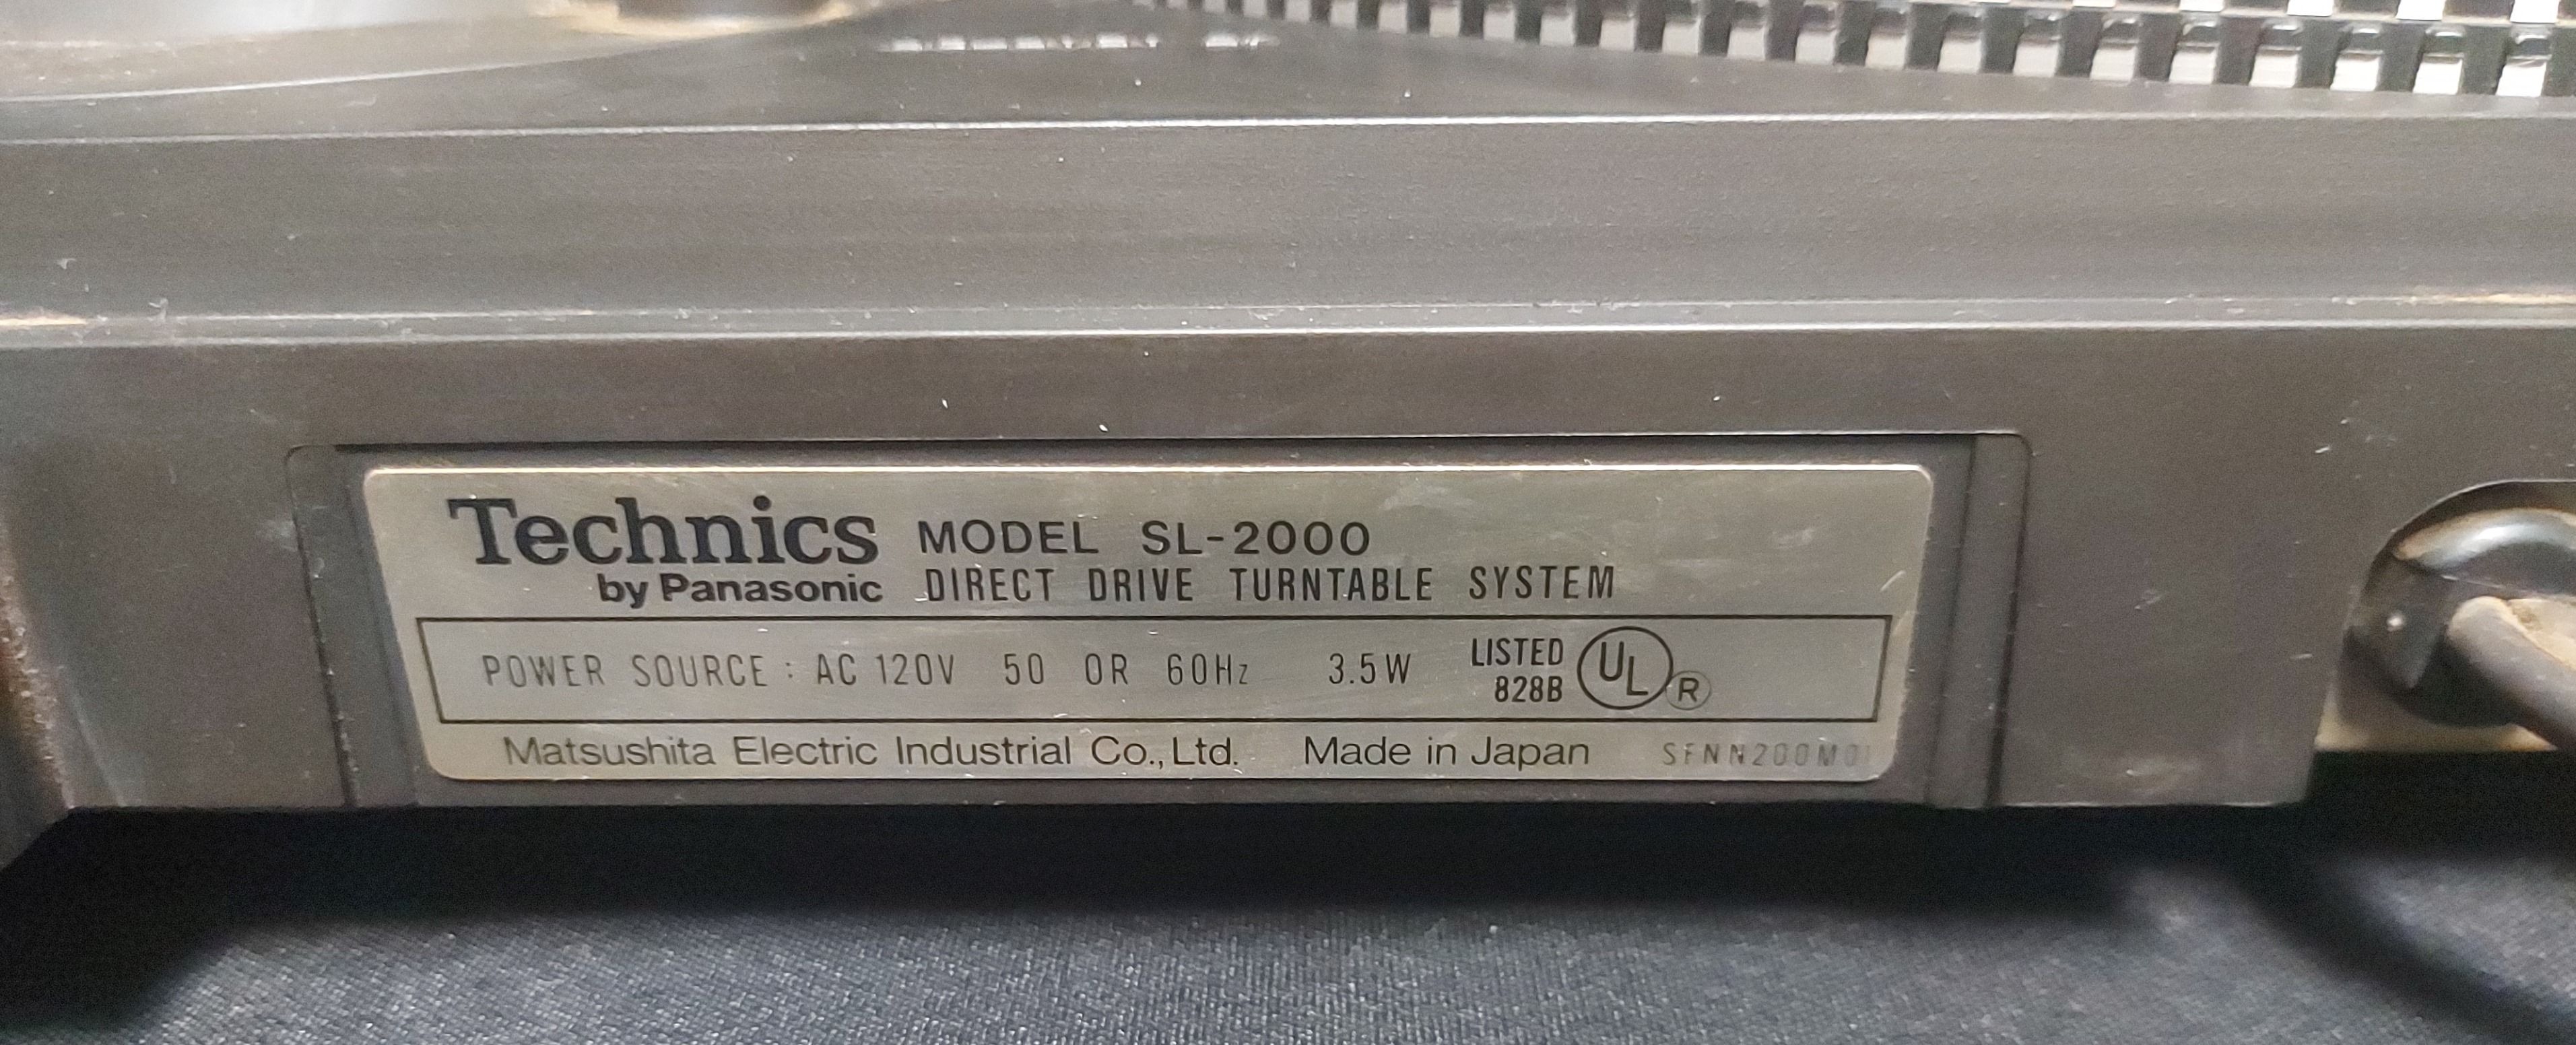 Technics MODEL SL-2000
by Panasonic DIRECT DRIVE TURNTABLE SYSTEM
POWER SOURCE : AC 120V 50 OR 60Hz 3.5W LISTED 828B UL ®
Matsushita Electric Industrial Co., Ltd. Made in Japan SFNN200M01